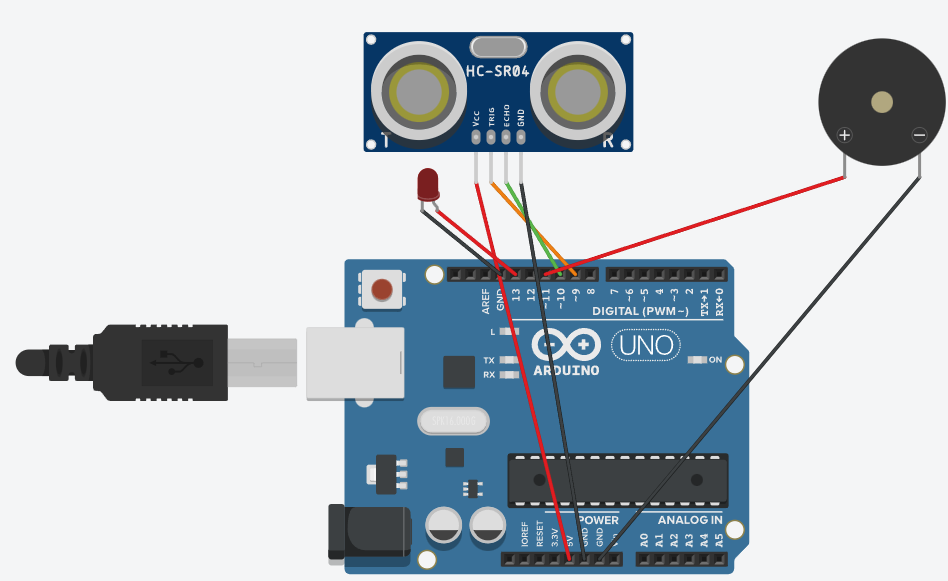 HC-SR04
VCC
TRIG
ECHO
GND
T
R
+
−
AREF
GND
13
12
~11
~10
~9
8
7
~6
~5
4
~3
2
TX→1
RX←0
DIGITAL (PWM~)
L
TX
RX
ARDUINO
UNO
ON
POWER
ANALOG IN
IOREF
RESET
3.3V
5V
GND
GND
A0
A1
A2
A3
A4
A5